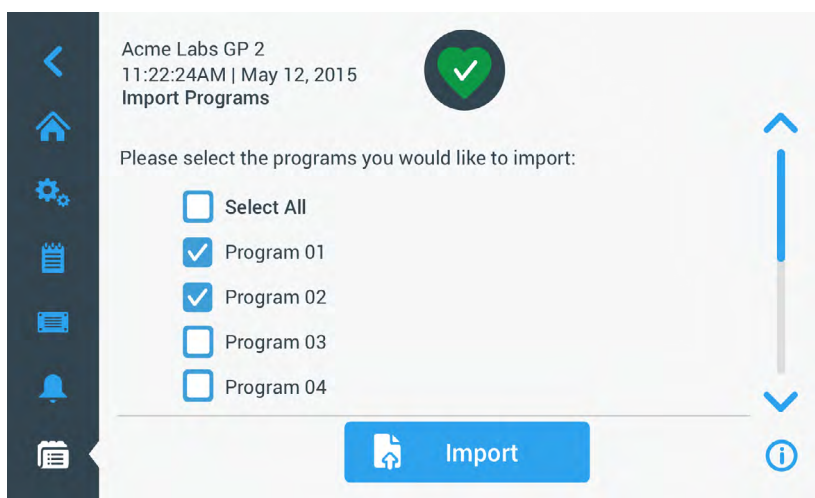 Acme Labs GP 2
11:22:24AM | May 12, 2015
Import Programs
Please select the programs you would like to import:
Select All
Program 01
Program 02
Program 03
Program 04
Import